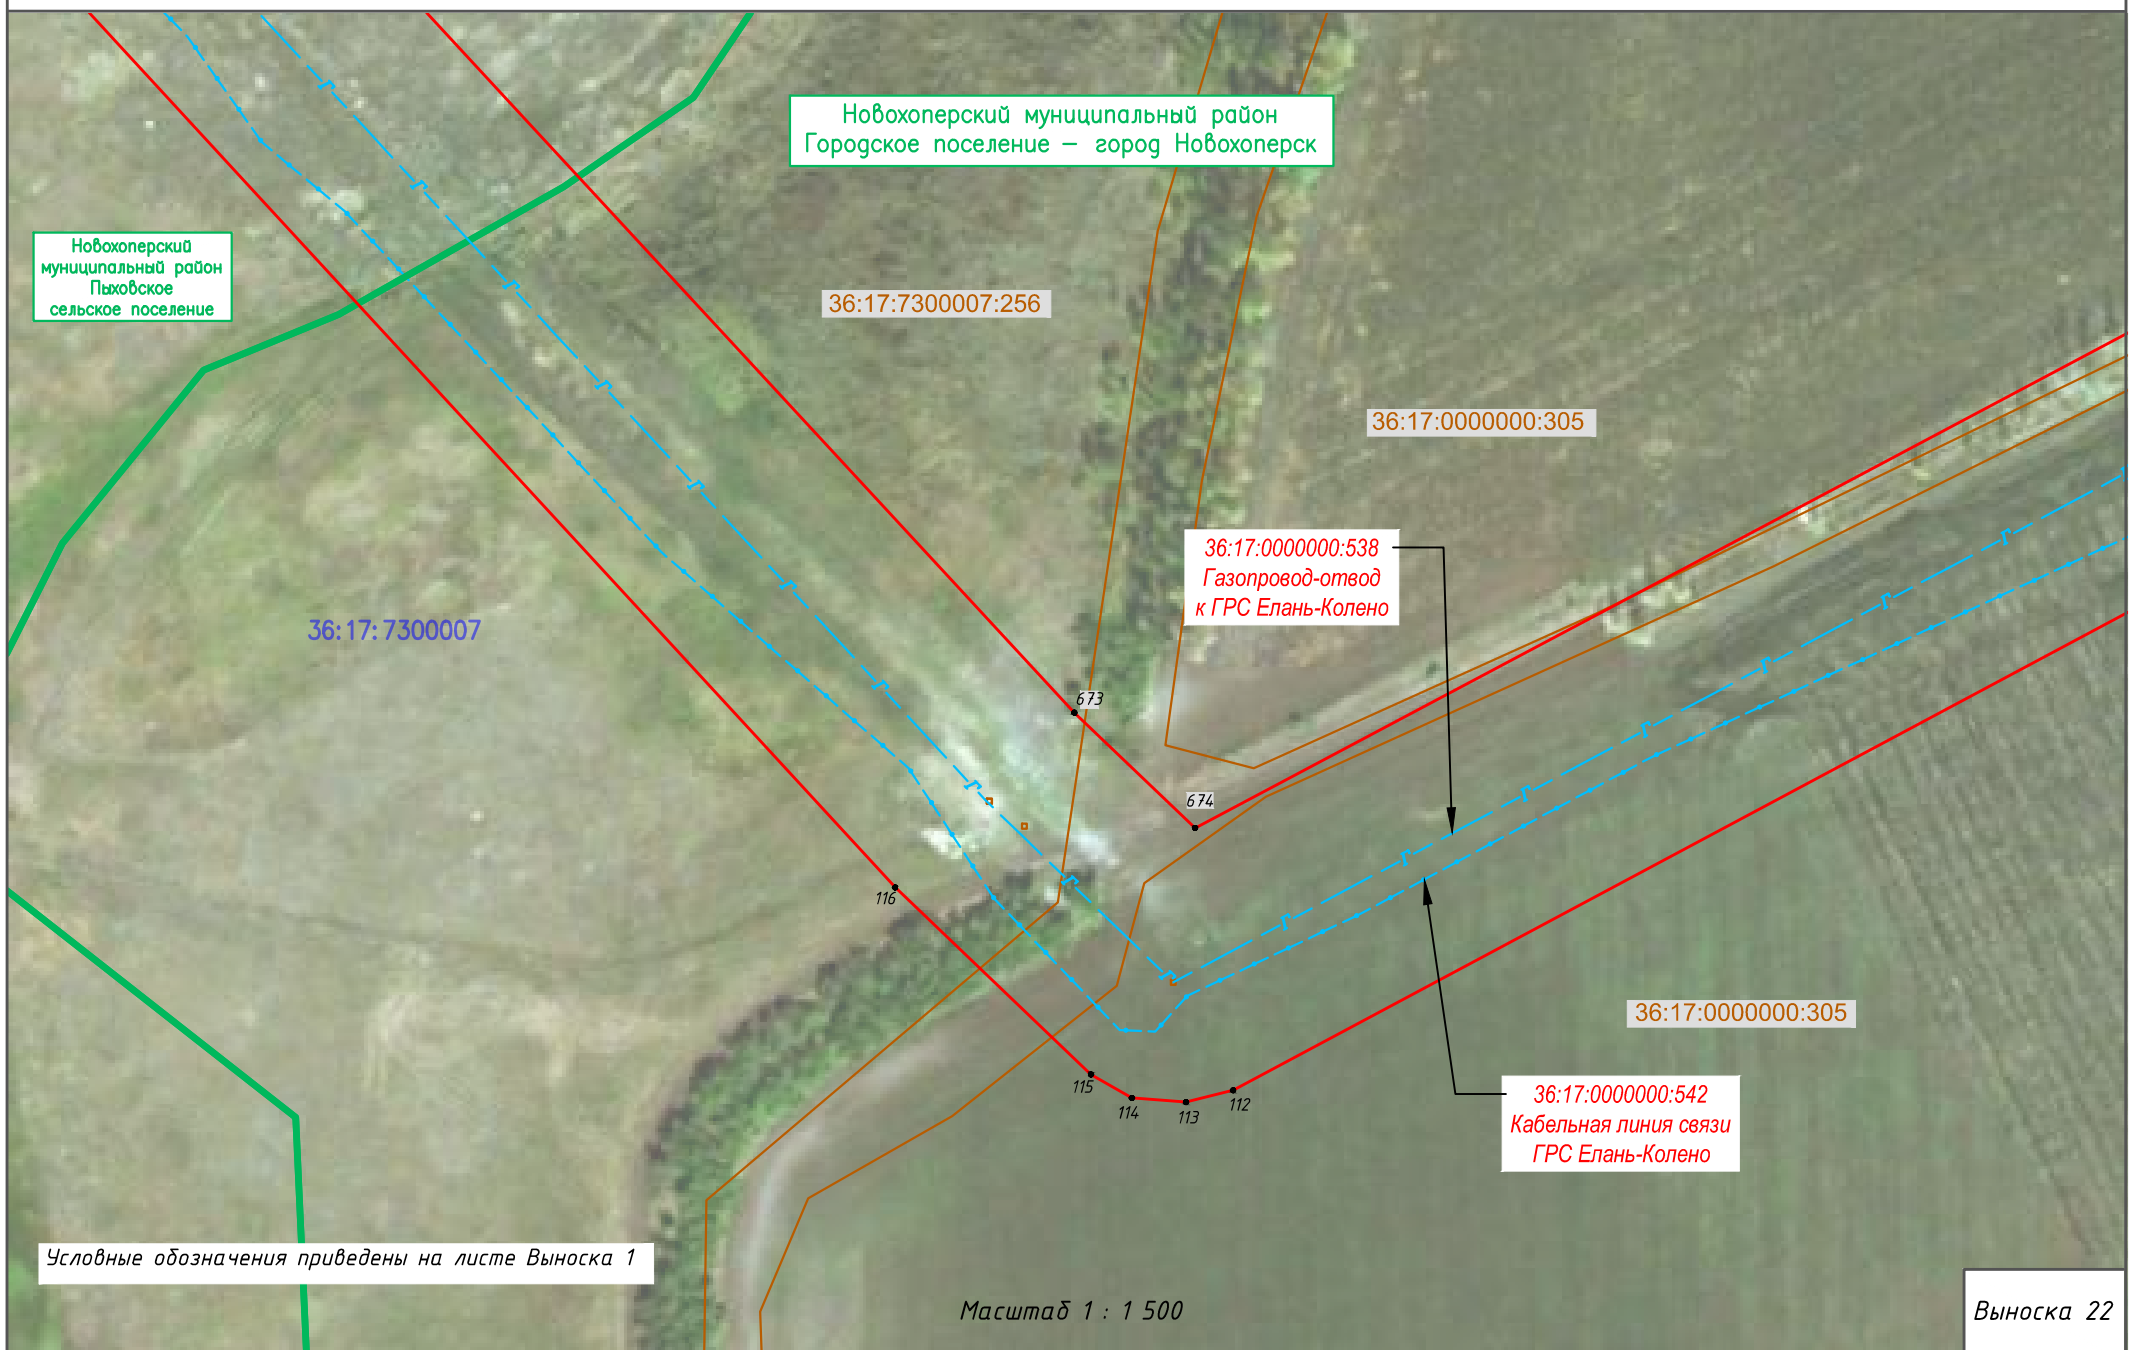 Новохоперский муниципальный район
Городское поселение – город Новохоперск
Новохоперский
муниципальный район
Пыховское
сельское поселение
36:17:7300007:256
36:17:0000000:305
36:17:0000000:538
Газопровод-отвод
к ГРС Елань-Колено
36:17:7300007
673
674
116
115
114
113
112
36:17:0000000:305
36:17:0000000:542
Кабельная линия связи
ГРС Елань-Колено
Условные обозначения приведены на листе Выноска 1
Масштаб 1 : 1 500
Выноска 22